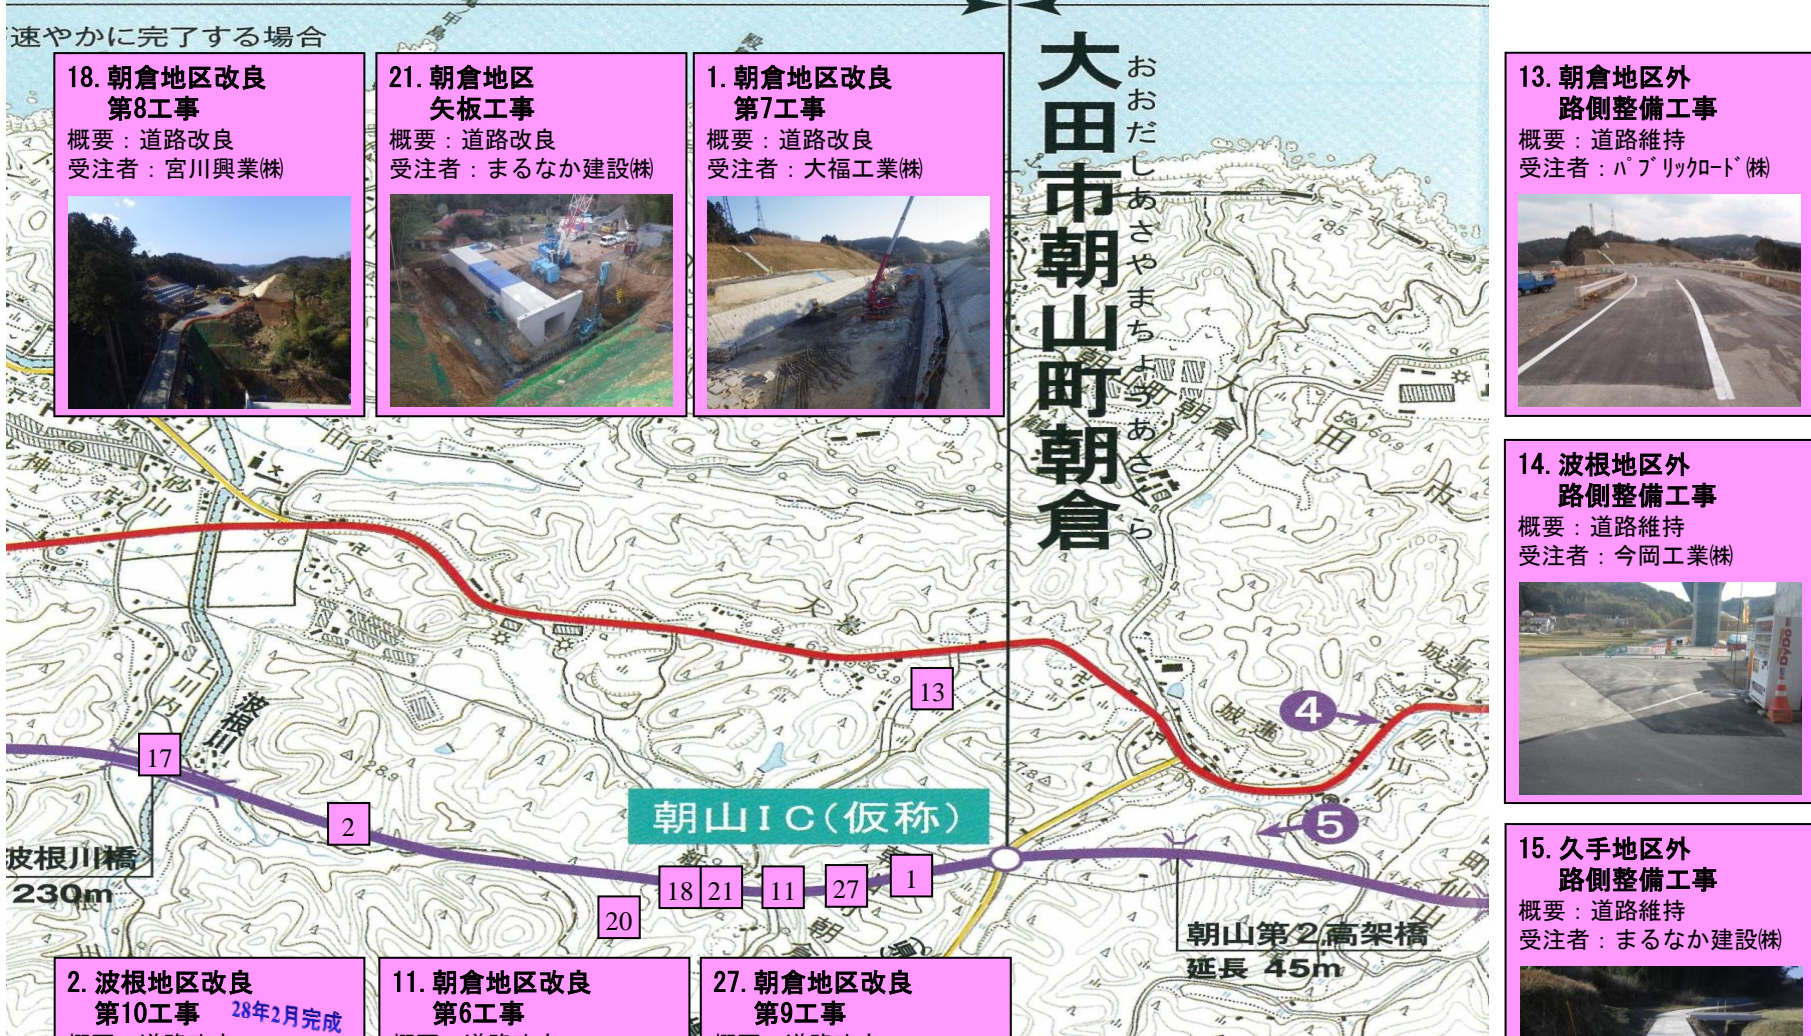 速やかに完了する場合
18. 朝倉地区改良
第8工事
概要：道路改良
受注者：宮川興業㈱
21. 朝倉地区
矢板工事
概要：道路改良
受注者：まるなか建設㈱
1. 朝倉地区改良
第7工事
概要：道路改良
受注者：大福工業㈱
大田市朝山町朝倉
おおだしあさやまちょうあさくら
13. 朝倉地区外
路側整備工事
概要：道路維持
受注者：ﾊﾟﾌﾞﾘｯｸﾛｰﾄﾞ㈱
14. 波根地区外
路側整備工事
概要：道路維持
受注者：今岡工業㈱
DyDo
15. 久手地区外
路側整備工事
概要：道路維持
受注者：まるなか建設㈱
13
4
5
17
波根川
2
128.9
朝山IC（仮称）
波根川橋
230m
18
21
11
27
1
20
朝山第2高架橋
延長 45m
2. 波根地区改良
第10工事
28年2月完成
11. 朝倉地区改良
第6工事
27. 朝倉地区改良
第9工事